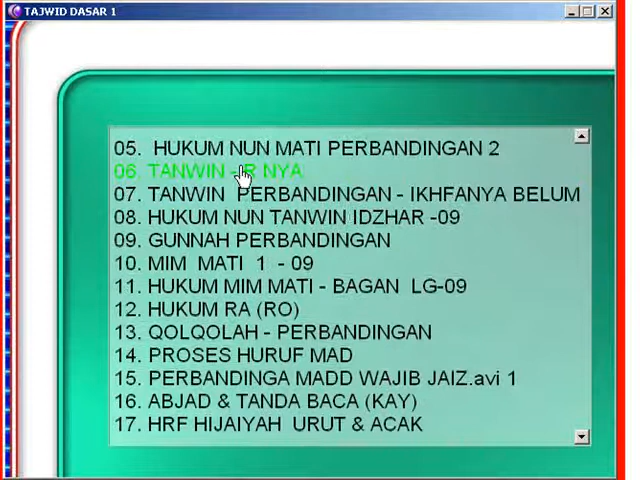 TAJWID DASAR 1
05. HUKUM NUN MATI PERBANDINGAN 2
06. TANWIN - R NYA
07. TANWIN PERBANDINGAN - IKHFANYA BELUM
08. HUKUM NUN TANWIN IDZHAR -09
09. GUNNAH PERBANDINGAN
10. MIM MATI 1 - 09
11. HUKUM MIM MATI - BAGAN LG-09
12. HUKUM RA (RO)
13. QOLQOLAH - PERBANDINGAN
14. PROSES HURUF MAD
15. PERBANDINGA MADD WAJIB JAIZ.avi 1
16. ABJAD & TANDA BACA (KAY)
17. HRF HIJAIYAH URUT & ACAK